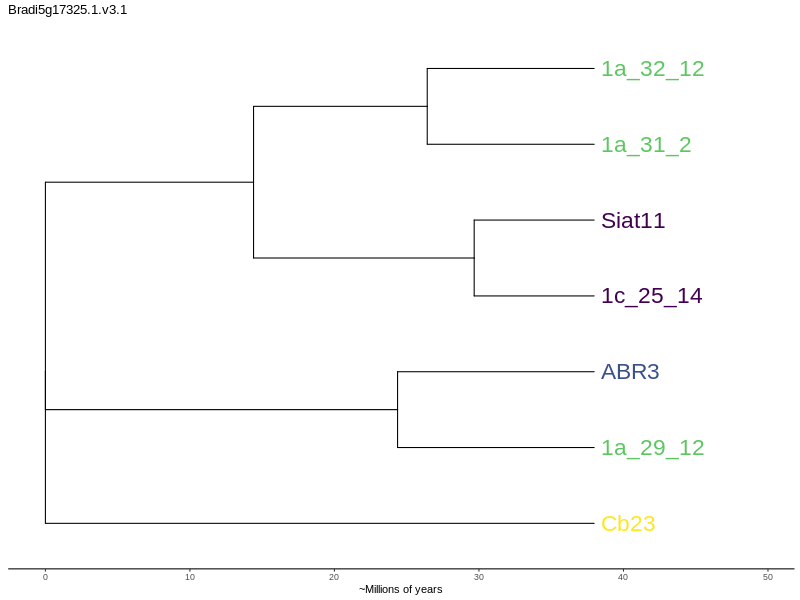 Bradi5g17325.1.v3.1
1a_32_12
1a_31_2
Siat11
1c_25_14
ABR3
1a_29_12
Cb23
0 10 20 30 40 50
~Millions of years